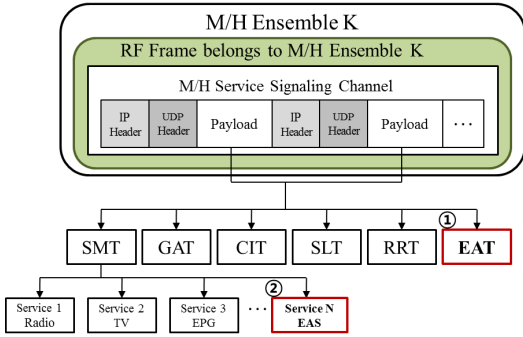 M/H Ensemble K
RF Frame belongs to M/H Ensemble K
M/H Service Signaling Channel
IP Header
UDP Header
Payload
IP Header
UDP Header
Payload
···
①
SMT
GAT
CIT
SLT
RRT
EAT
②
Service 1
Radio
Service 2
TV
Service 3
EPG
···
Service N
EAS